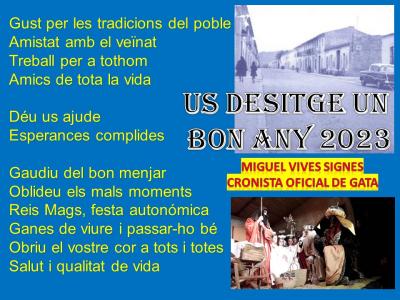 Gust per les tradicions del poble
Amistat amb el veïnat
Treball per a tothom
Amics de tota la vida
Déu us ajude
Esperances complides
Gaudiu del bon menjar
Oblideu els mals moments
Reis Mags, festa autonómica
Ganes de viure i passar-ho bé
Obriu el vostre cor a tots i totes
Salut i qualitat de vida
US DESITGE UN
BON ANY 2023
MIGUEL VIVES SIGNES
CRONISTA OFICIAL DE GATA